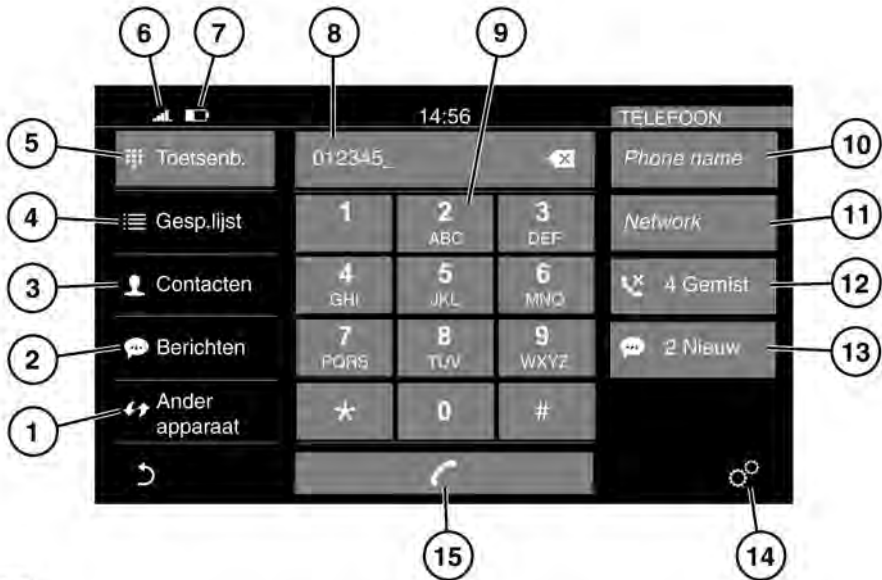 6 7 8 9
14:56 TELEFOON
5 Toetsenb. 012345_ Phone name 10
4 Gesp.lijst 1 2 3 Network 11
ABC DEF
3 Contacten 4 5 6 4 Gemist 12
GHI JKL MNO
2 Berichten 7 8 9 2 Nieuw 13
PQRS TUV WXYZ
1 Ander
apparaat * 0 #
15 14